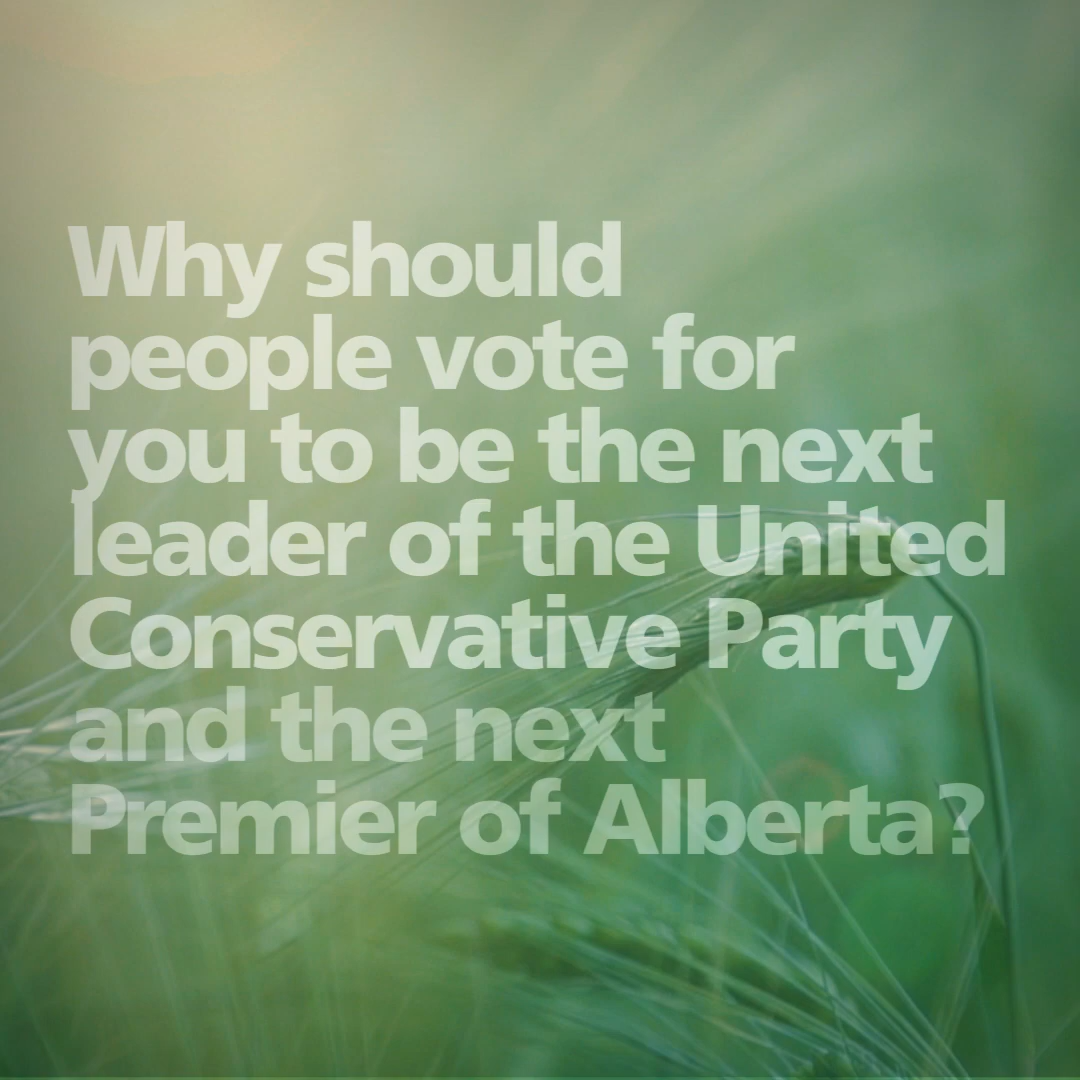 Why should
people vote for
you to be the next
leader of the United
Conservative Party
and the next
Premier of Alberta?